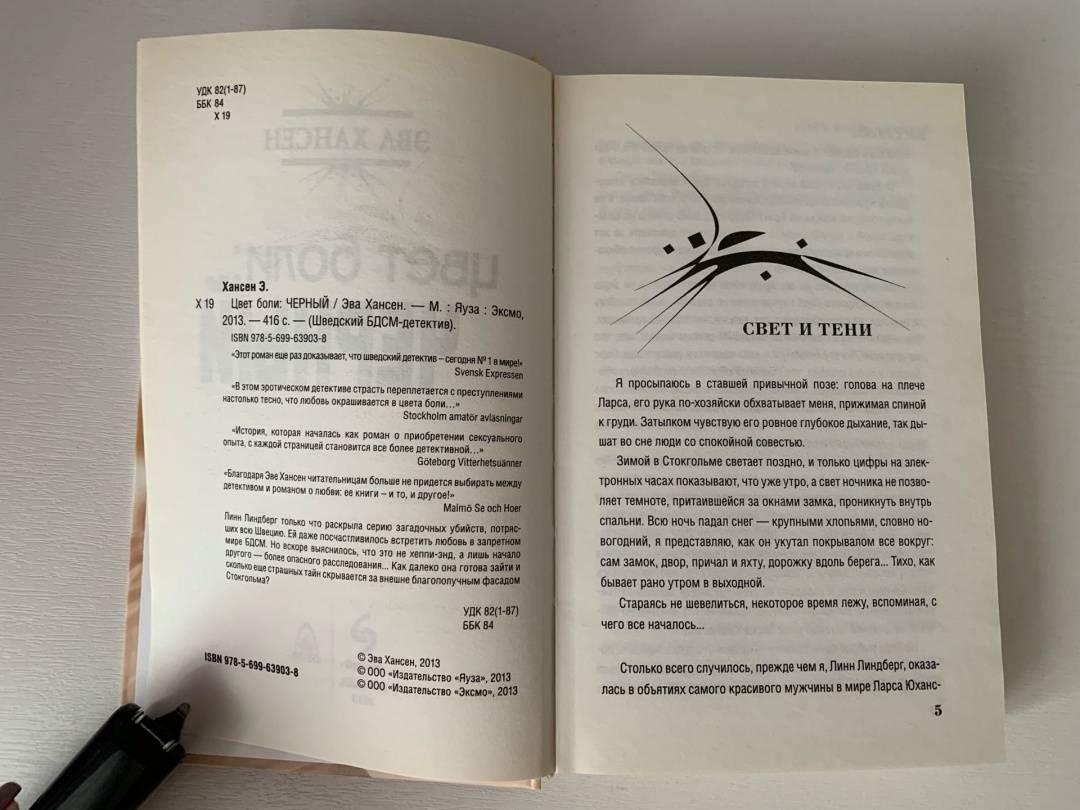 УДК 82(1-87)
ББК 84
Х 19
Хансен Э.
Х 19 Цвет боли: ЧЕРНЫЙ / Эва Хансен. — М. : Яуза : Эксмо,
2013. — 416 с. — (Шведский БДСМ-детектив).
ISBN 978-5-699-63903-8
«Этот роман еще раз доказывает, что шведский детектив – сегодня № 1 в мире!»
Svensk Expressen
«В этом эротическом детективе страсть переплетается с преступлениями
настолько тесно, что любовь окрашивается в цвета боли...»
Stockholm amatör avläsningar
«История, которая началась как роман о приобретении сексуального
опыта, с каждой страницей становится все более детективной...»
Göteborg Vitterhetsuänner
«Благодаря Эве Хансен читательницам больше не придется выбирать между
детективом и романом о любви: ее книги – и то, и другое!»
Malmö Se och Hoer
Линн Линдберг только что раскрыла серию загадочных убийств, потряс-
ших всю Швецию. Ей даже посчастливилось встретить любовь в запретном
мире БДСМ. Но вскоре выяснилось, что это не хеппи-энд, а лишь начало
другого — более опасного расследования... Как далеко она готова зайти и
сколько еще страшных тайн скрывается за внешне благополучным фасадом
Стокгольма?
УДК 82(1-87)
ББК 84
© Эва Хансен, 2013
© ООО «Издательство «Яуза», 2013
ISBN 978-5-699-63903-8
© ООО «Издательство «Эксмо», 2013
СВЕТ И ТЕНИ
Я просыпаюсь в ставшей привычной позе: голова на плече
Ларса, его рука по-хозяйски обхватывает меня, прижимая спиной
к груди. Затылком чувствую его ровное глубокое дыхание, так ды-
шат во сне люди со спокойной совестью.
Зимой в Стокгольме светает поздно, и только цифры на элек-
тронных часах показывают, что уже утро, а свет ночника не позво-
ляет темноте, притаившейся за окнами замка, проникнуть внутрь
спальни. Всю ночь падал снег — крупными хлопьями, словно но-
вогодний, я представляю, как он укутал покрывалом все вокруг:
сам замок, двор, причал и яхту, дорожку вдоль берега... Тихо, как
бывает рано утром в выходной.
Стараясь не шевелиться, некоторое время лежу, вспоминая, с
чего все началось...
Столько всего случилось, прежде чем я, Линн Линдберг, оказа-
лась в объятиях самого красивого мужчины в мире Ларса Юханс-
5